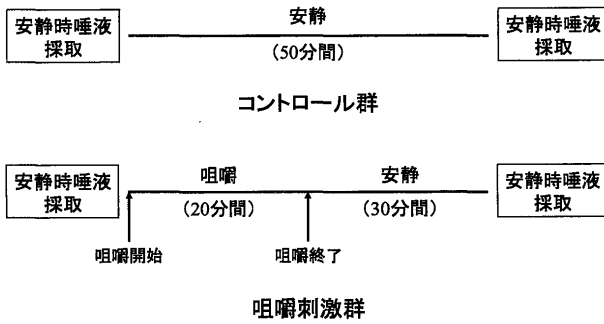 安静時唾液
採取
安静
(50分間)
安静時唾液
採取
コントロール群
安静時唾液
採取
咀嚼
(20分間)
安静
(30分間)
安静時唾液
採取
咀嚼開始
咀嚼終了
咀嚼刺激群